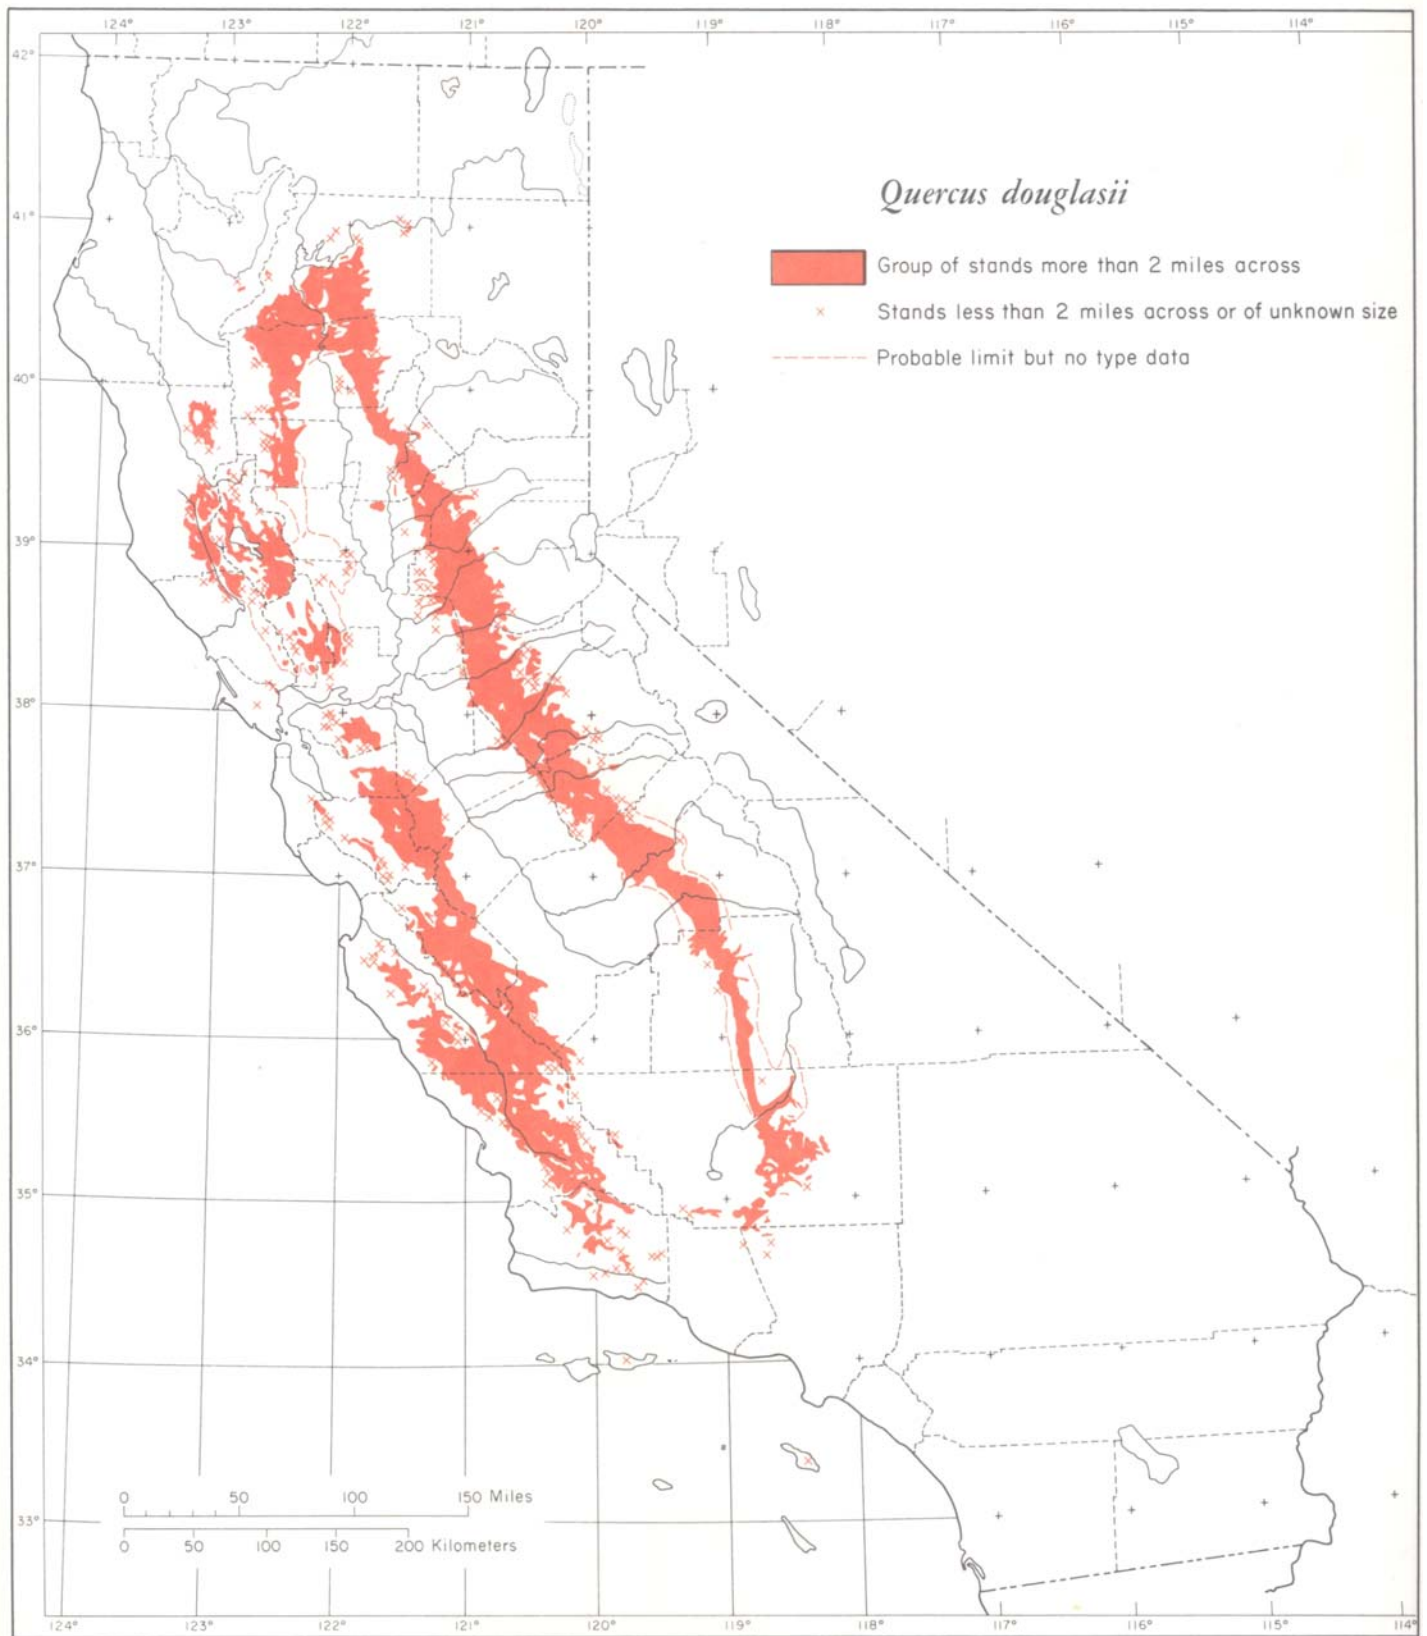 124° 123° 122° 121° 120° 119° 118° 117° 116° 115° 114°
42°
41°
40°
39°
38°
37°
36°
35°
34°
33°
Quercus douglasii
Group of stands more than 2 miles across
× Stands less than 2 miles across or of unknown size
Probable limit but no type data
0 50 100 150 Miles
0 50 100 150 200 Kilometers
124° 123° 122° 121° 120° 119° 118° 117° 116° 115° 114°